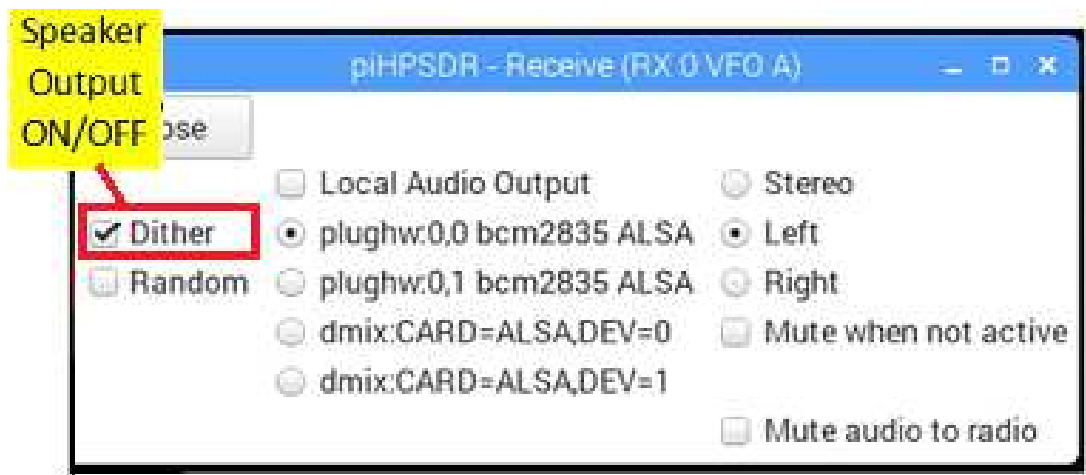 Speaker
Output
ON/OFF
piHPSDR - Receive (RX 0 VFO A)
ose
Local Audio Output
Stereo
Dither
plughw:0,0 bcm2835 ALSA
Left
Random
plughw:0,1 bcm2835 ALSA
Right
dmix:CARD=ALSA,DEV=0
Mute when not active
dmix:CARD=ALSA,DEV=1
Mute audio to radio